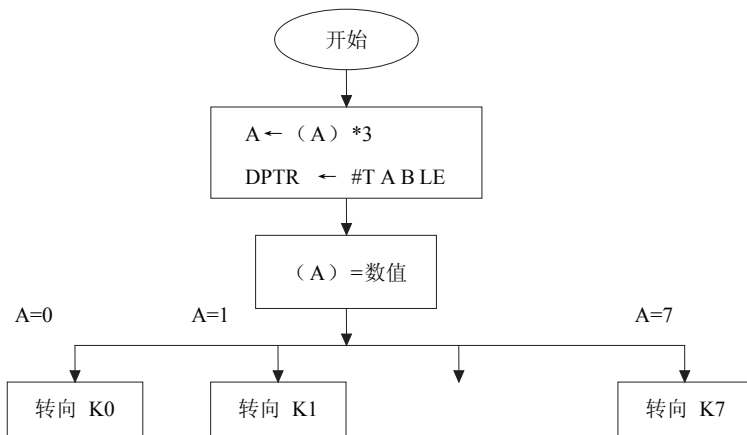 开始
A←（A）*3
DPTR ← #T A B LE
（A）=数值
A=0 A=1 A=7
转向 K0 转向 K1 转向 K7